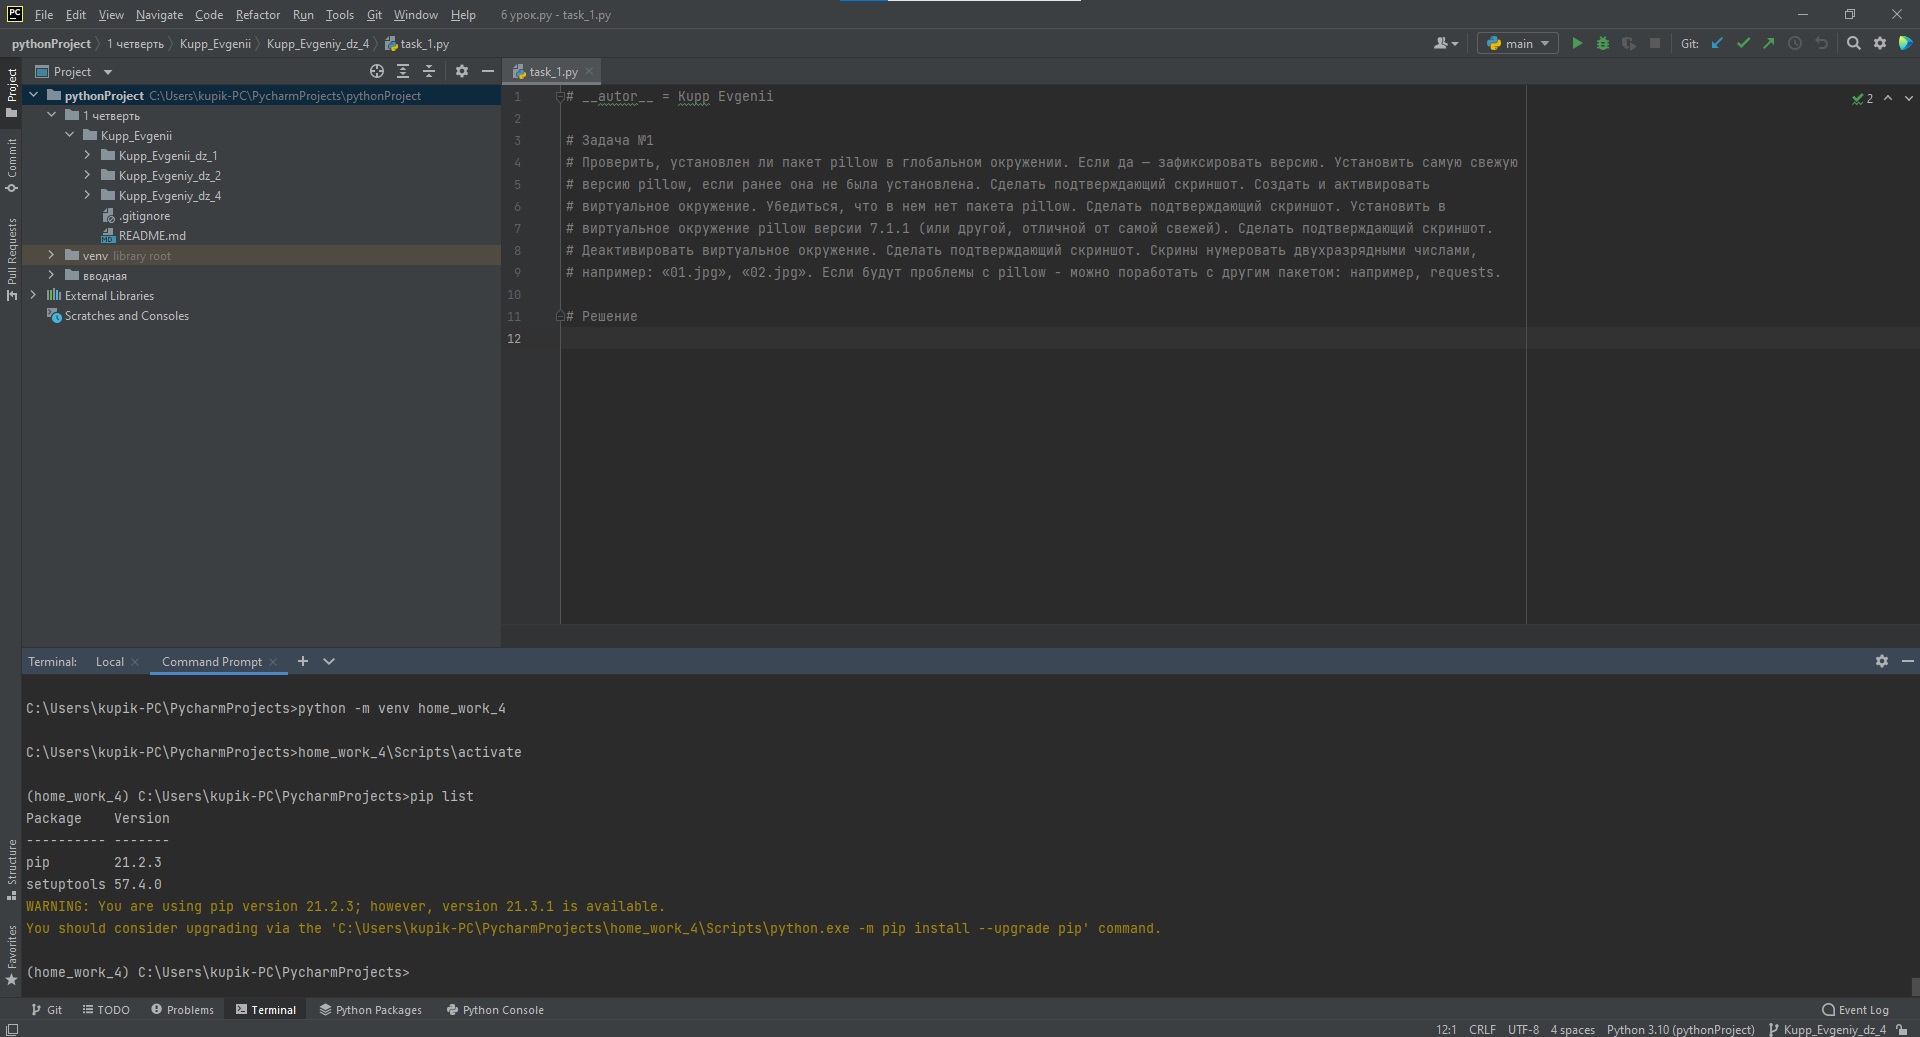 PC File Edit View Navigate Code Refactor Run Tools Git Window Help 6 урок.py - task_1.py
pythonProject 1 четверть Kupp_Evgenii Kupp_Evgeniy_dz_4 task_1.py main Git:
Project
task_1.py
Project
Commit
Pull Requests
Structure
Favorites
pythonProject C:\Users\kupik-PC\PycharmProjects\pythonProject
1 четверть
Kupp_Evgenii
Kupp_Evgenii_dz_1
Kupp_Evgeniy_dz_2
Kupp_Evgeniy_dz_4
.gitignore
README.md
venv library root
вводная
External Libraries
Scratches and Consoles
1 # __autor__ = Kupp Evgenii
2
3 # Задача №1
4 # Проверить, установлен ли пакет pillow в глобальном окружении. Если да — зафиксировать версию. Установить самую свежую
5 # версию pillow, если ранее она не была установлена. Сделать подтверждающий скриншот. Создать и активировать
6 # виртуальное окружение. Убедиться, что в нем нет пакета pillow. Сделать подтверждающий скриншот. Установить в
7 # виртуальное окружение pillow версии 7.1.1 (или другой, отличной от самой свежей). Сделать подтверждающий скриншот.
8 # Деактивировать виртуальное окружение. Сделать подтверждающий скриншот. Скрины нумеровать двухразрядными числами,
9 # например: «01.jpg», «02.jpg». Если будут проблемы с pillow - можно поработать с другим пакетом: например, requests.
10
11 # Решение
12
2
Terminal: Local Command Prompt
C:\Users\kupik-PC\PycharmProjects>python -m venv home_work_4
C:\Users\kupik-PC\PycharmProjects>home_work_4\Scripts\activate
(home_work_4) C:\Users\kupik-PC\PycharmProjects>pip list
Package    Version
---------- -------
pip        21.2.3
setuptools 57.4.0
WARNING: You are using pip version 21.2.3; however, version 21.3.1 is available.
You should consider upgrading via the 'C:\Users\kupik-PC\PycharmProjects\home_work_4\Scripts\python.exe -m pip install --upgrade pip' command.
(home_work_4) C:\Users\kupik-PC\PycharmProjects>
Git TODO Problems Terminal Python Packages Python Console Event Log
12:1 CRLF UTF-8 4 spaces Python 3.10 (pythonProject) Kupp_Evgeniy_dz_4